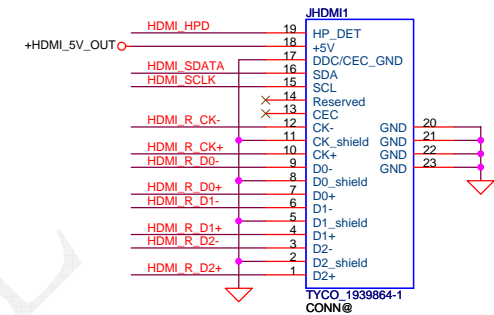 JHDMI1
HDMI_HPD 19 HP_DET
+HDMI_5V_OUT 18 +5V
17 DDC/CEC_GND
HDMI_SDATA 16 SDA
HDMI_SCLK 15 SCL
14 Reserved
13 CEC
HDMI_R_CK- 12 CK- GND 20
11 CK_shield GND 21
HDMI_R_CK+ 10 CK+ GND 22
HDMI_R_D0- 9 D0- GND 23
8 D0_shield
HDMI_R_D0+ 7 D0+
HDMI_R_D1- 6 D1-
5 D1_shield
HDMI_R_D1+ 4 D1+
HDMI_R_D2- 3 D2-
2 D2_shield
HDMI_R_D2+ 1 D2+
TYCO_1939864-1
CONN@